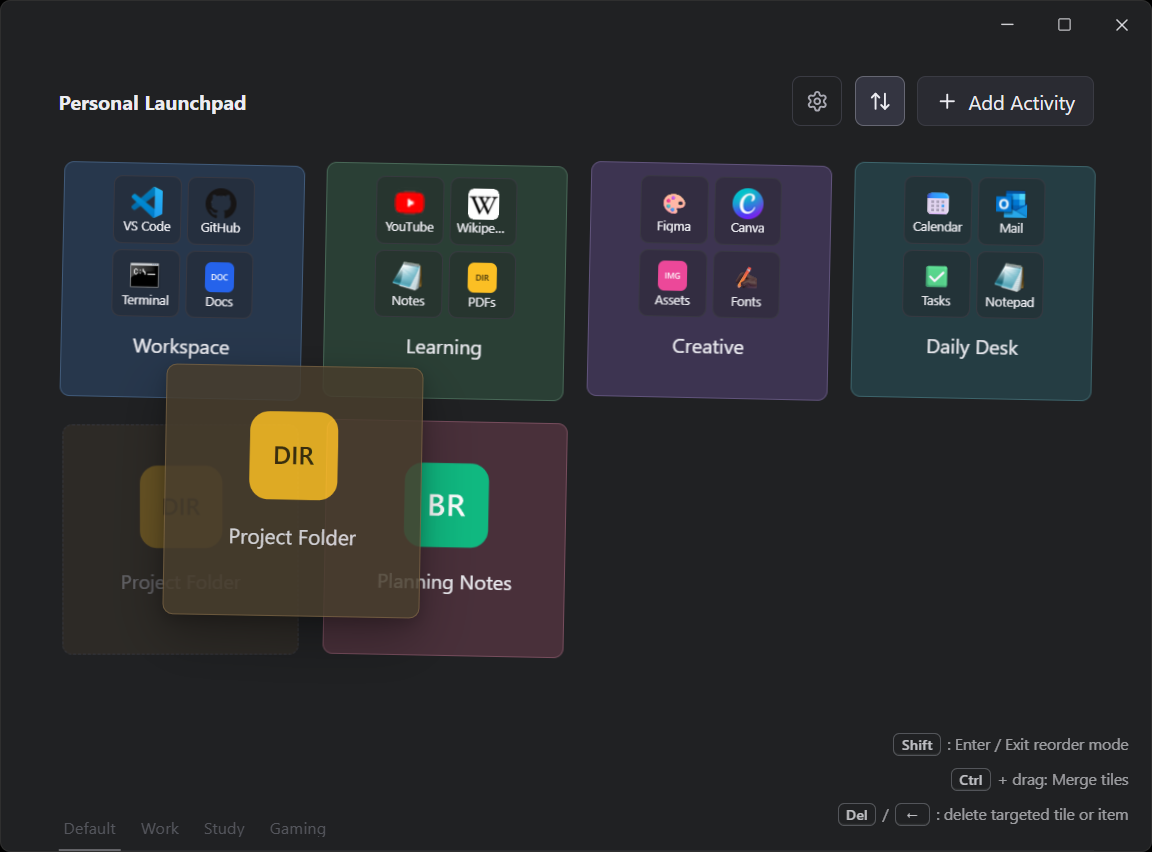 Personal Launchpad
+ Add Activity
VS Code GitHub
Terminal DOC Docs
Workspace
YouTube W Wikipe...
Notes DIR PDFs
Learning
Figma C Canva
IMG Assets Fonts
Creative
Calendar O Mail
Tasks Notepad
Daily Desk
DIR
Project Folder
DIR
Project Folder
BR
Planning Notes
Shift : Enter / Exit reorder mode
Ctrl + drag: Merge tiles
Del / ← : delete targeted tile or item
Default Work Study Gaming